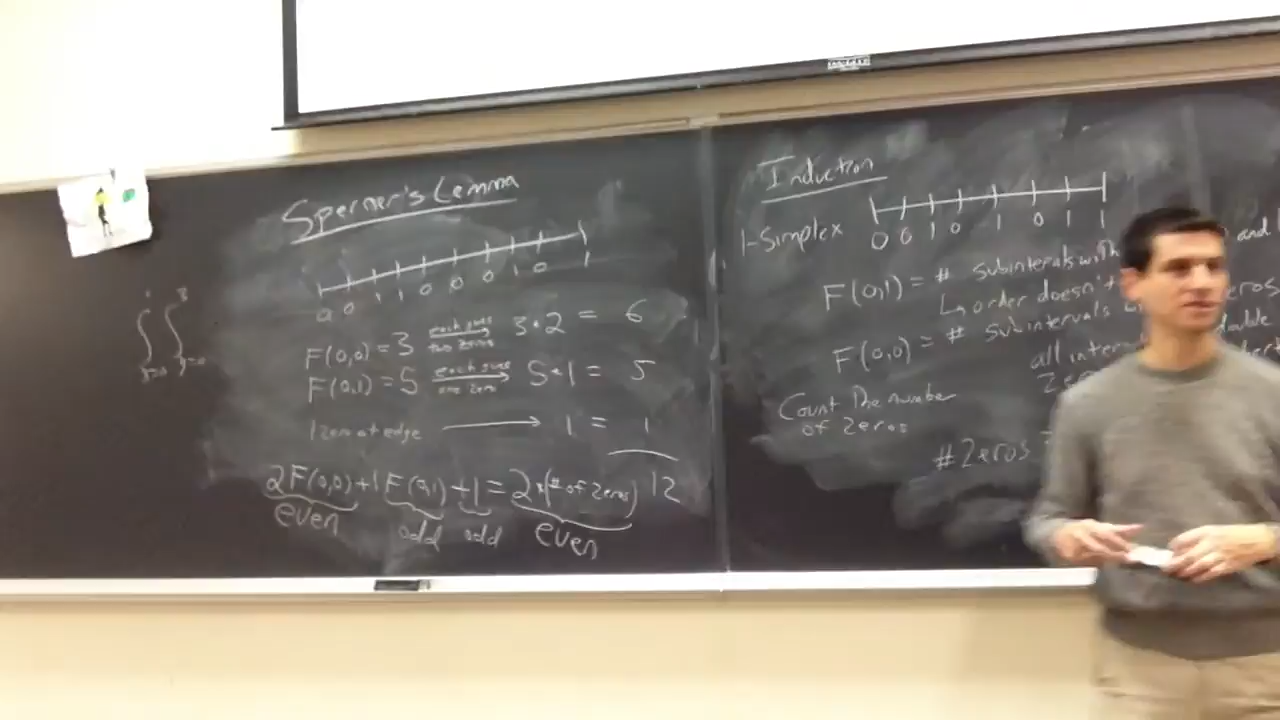 Sperner's Lemma
0 0 1 1 0 0 0 1 0 1
F(0,0) = 3 each gives two zeros 3·2 = 6
F(0,1) = 5 each gives one zero 5·1 = 5
1 zero at edge → 1 = 1
2F(0,0)+1F(0,1)+1=2*(# of zeros) 12
even odd odd even
Induction
1-Simplex
0 0 1 0 1 0 1 1
F(0,1) = # subintervals with and
↳ order doesn't
F(0,0) = # subintervals zeros
all double
Count the number
of zeros
# zeros